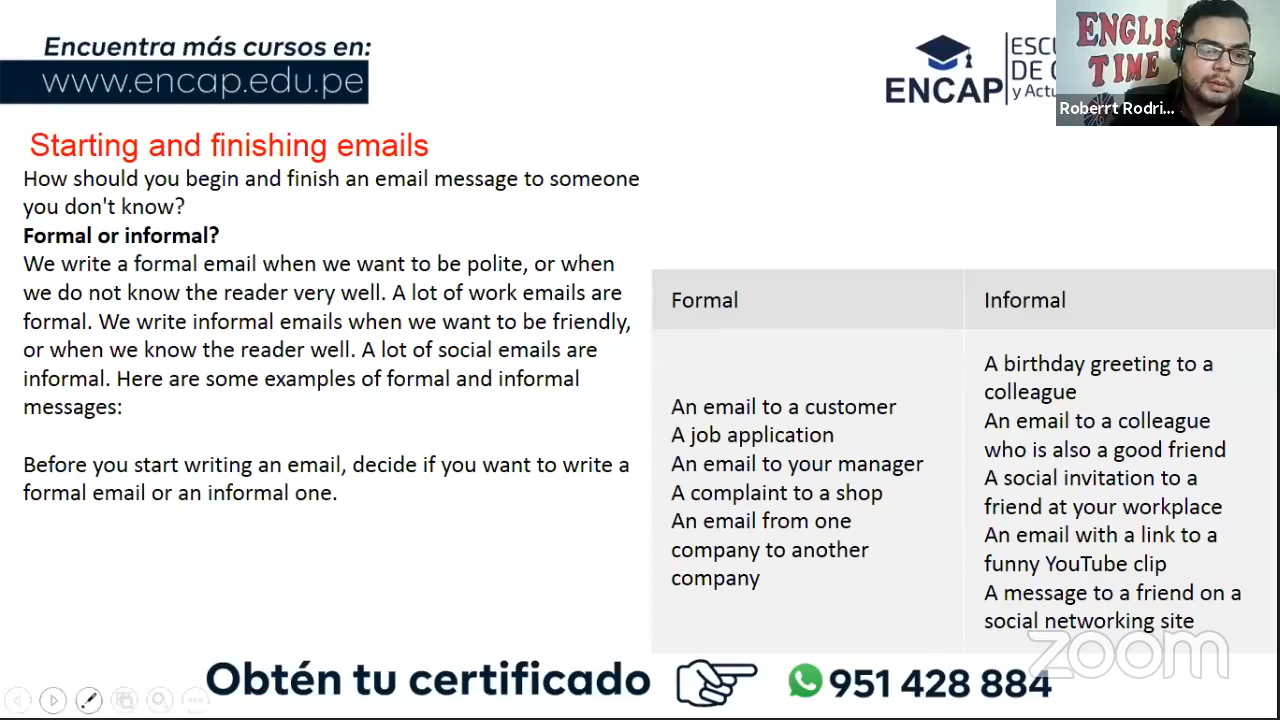 Encuentra más cursos en:
www.encap.edu.pe
ENCAP
ESCU
DE C
y Actu
ENGLIS
TIME
Roberrt Rodri...
Starting and finishing emails
How should you begin and finish an email message to someone
you don't know?
Formal or informal?
We write a formal email when we want to be polite, or when
we do not know the reader very well. A lot of work emails are
formal. We write informal emails when we want to be friendly,
or when we know the reader well. A lot of social emails are
informal. Here are some examples of formal and informal
messages:
Before you start writing an email, decide if you want to write a
formal email or an informal one.
Formal
An email to a customer
A job application
An email to your manager
A complaint to a shop
An email from one
company to another
company
Informal
A birthday greeting to a
colleague
An email to a colleague
who is also a good friend
A social invitation to a
friend at your workplace
An email with a link to a
funny YouTube clip
A message to a friend on a
social networking site
zoom
Obtén tu certificado
951 428 884